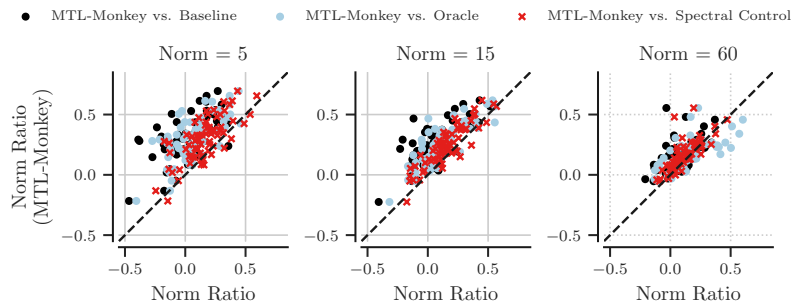 MTL-Monkey vs. Baseline MTL-Monkey vs. Oracle MTL-Monkey vs. Spectral Control
Norm = 5 Norm = 15 Norm = 60
Norm Ratio
(MTL-Monkey)
0.5 0.5 0.5
0.0 0.0 0.0
−0.5 −0.5 −0.5
−0.5 0.0 0.5 −0.5 0.0 0.5 −0.5 0.0 0.5
Norm Ratio Norm Ratio Norm Ratio